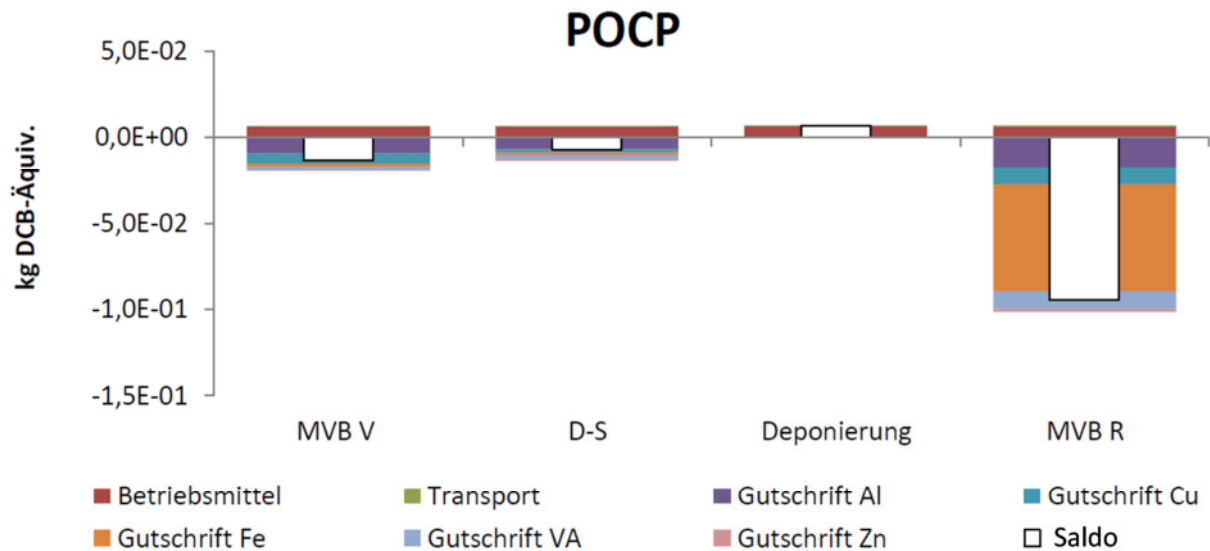 POCP
kg DCB-Äquiv.
5,0E-02
0,0E+00
-5,0E-02
-1,0E-01
-1,5E-01
MVB V D-S Deponierung MVB R
Betriebsmittel Transport Gutschrift Al Gutschrift Cu
Gutschrift Fe Gutschrift VA Gutschrift Zn Saldo